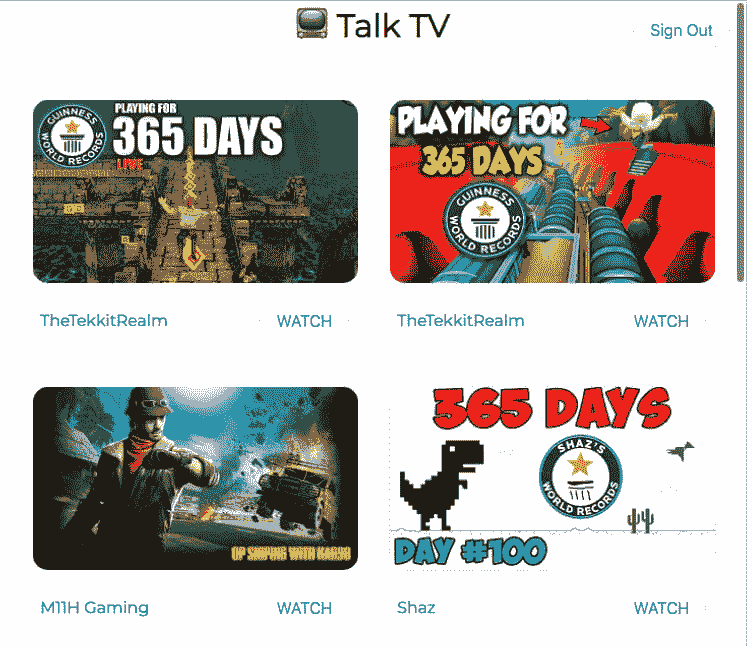 Talk TV
Sign Out
PLAYING FOR
365 DAYS
LIVE
GUINNESS
WORLD RECORDS
PLAYING FOR
365 DAYS
GUINNESS
WORLD RECORDS
TheTekkitRealm
WATCH
TheTekkitRealm
WATCH
365 DAYS
SHAZ'S
WORLD RECORDS
OP SNIPING WITH
DAY #100
M11H Gaming
WATCH
Shaz
WATCH